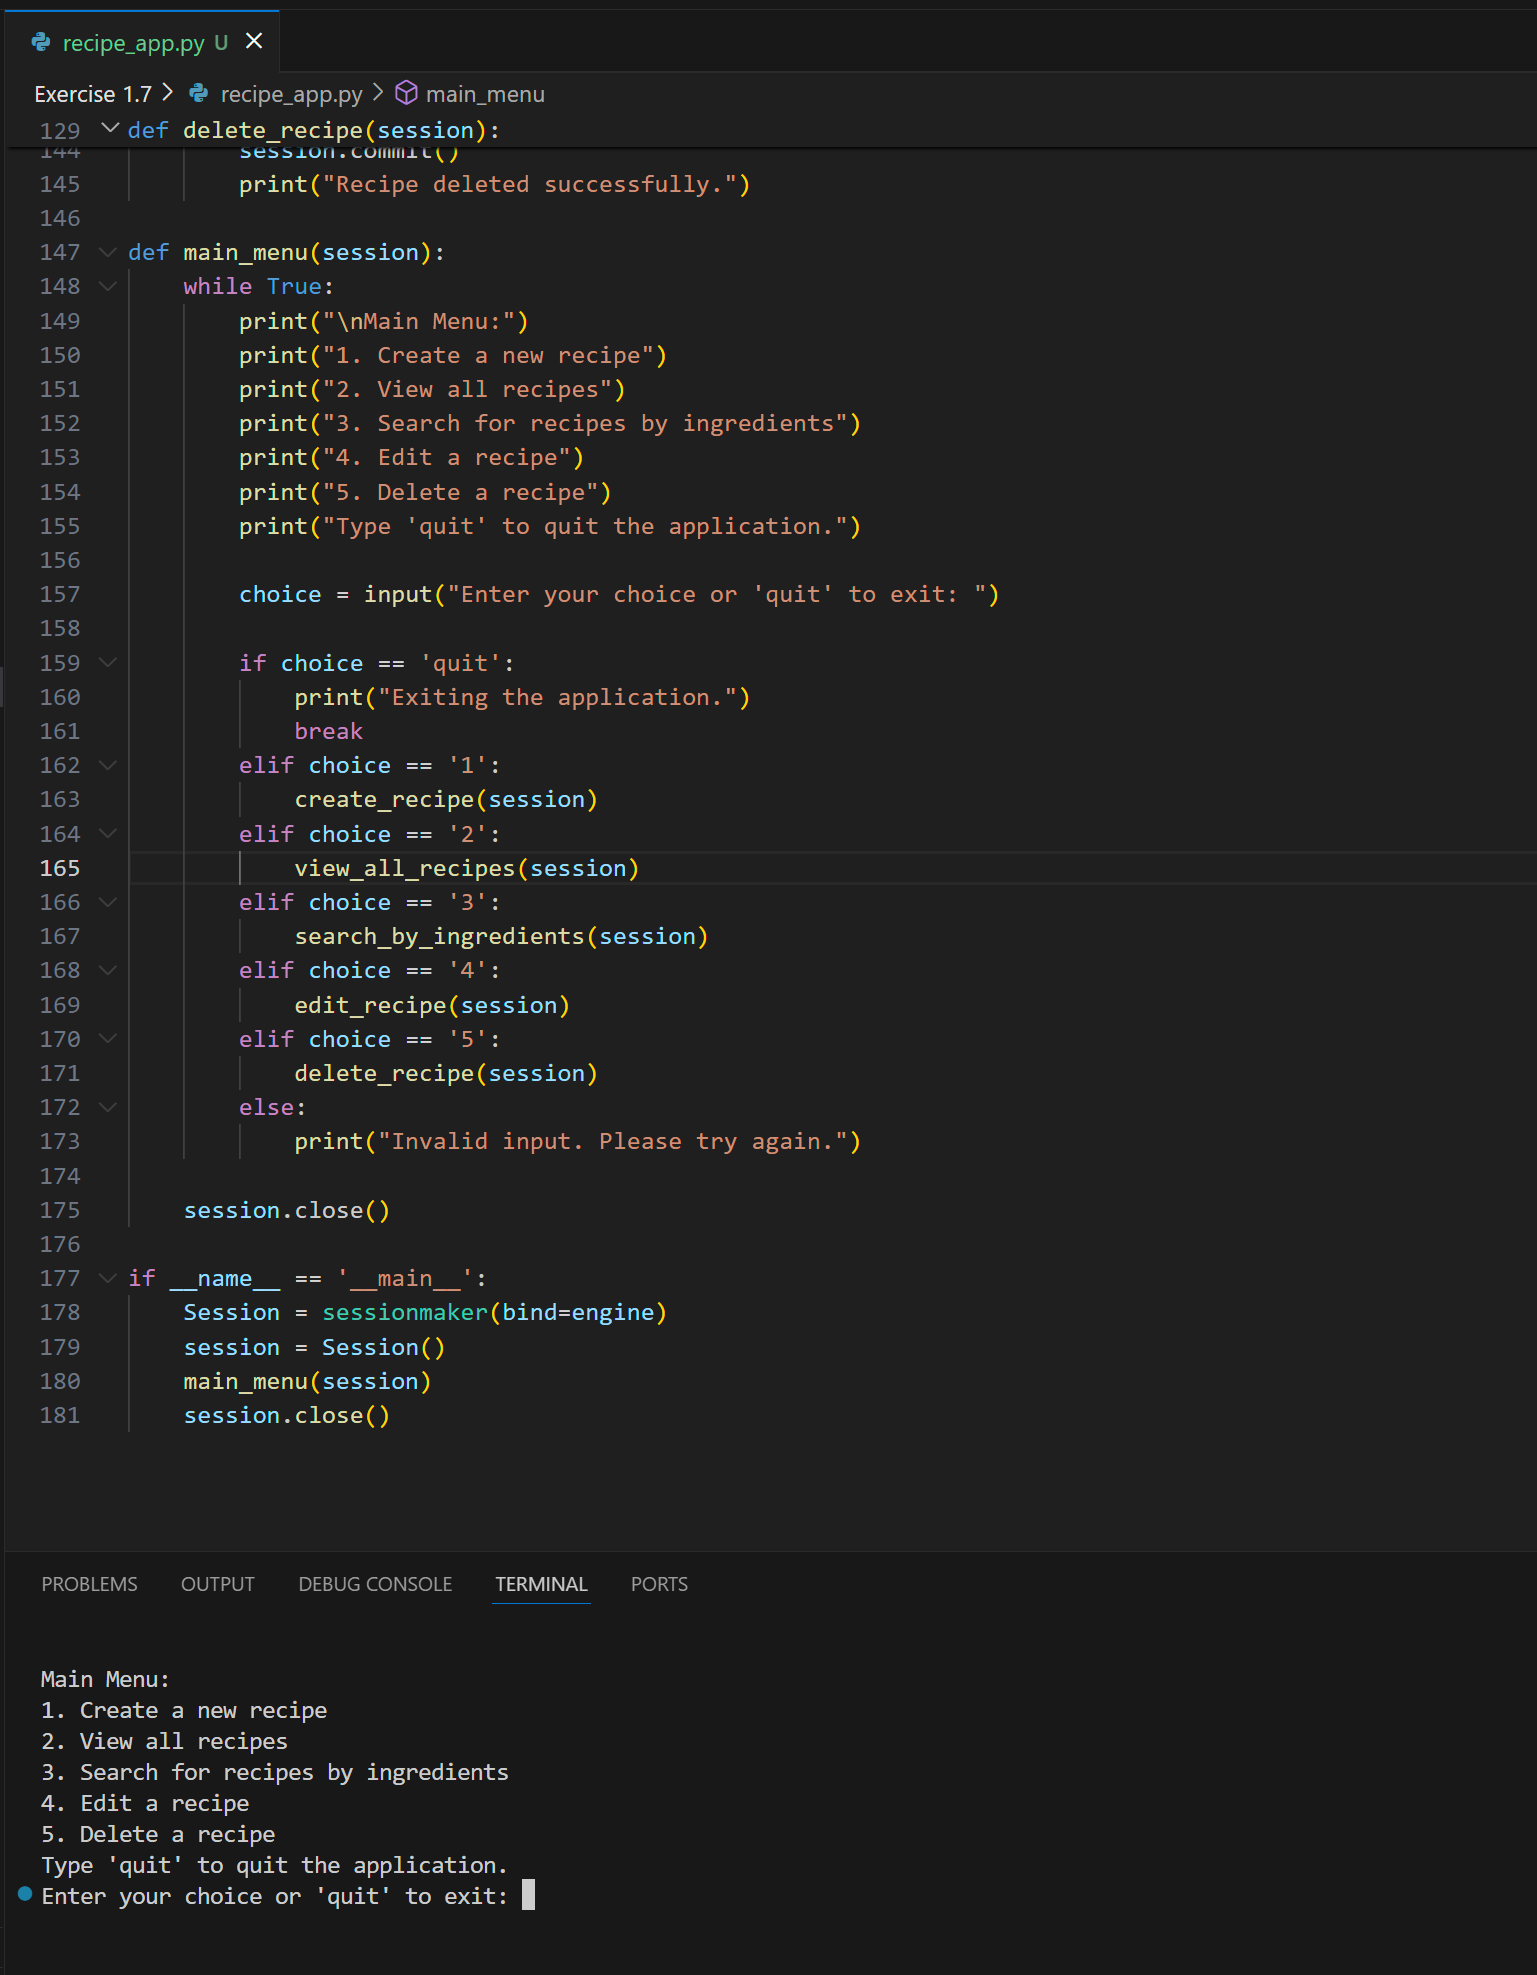 recipe_app.py U
Exercise 1.7 > recipe_app.py > main_menu
129 def delete_recipe(session):
144         session.commit()
145         print("Recipe deleted successfully.")
146
147 def main_menu(session):
148     while True:
149         print("\nMain Menu:")
150         print("1. Create a new recipe")
151         print("2. View all recipes")
152         print("3. Search for recipes by ingredients")
153         print("4. Edit a recipe")
154         print("5. Delete a recipe")
155         print("Type 'quit' to quit the application.")
156
157         choice = input("Enter your choice or 'quit' to exit: ")
158
159         if choice == 'quit':
160             print("Exiting the application.")
161             break
162         elif choice == '1':
163             create_recipe(session)
164         elif choice == '2':
165             view_all_recipes(session)
166         elif choice == '3':
167             search_by_ingredients(session)
168         elif choice == '4':
169             edit_recipe(session)
170         elif choice == '5':
171             delete_recipe(session)
172         else:
173             print("Invalid input. Please try again.")
174
175     session.close()
176
177 if __name__ == '__main__':
178     Session = sessionmaker(bind=engine)
179     session = Session()
180     main_menu(session)
181     session.close()
PROBLEMS OUTPUT DEBUG CONSOLE TERMINAL PORTS
Main Menu:
1. Create a new recipe
2. View all recipes
3. Search for recipes by ingredients
4. Edit a recipe
5. Delete a recipe
Type 'quit' to quit the application.
Enter your choice or 'quit' to exit: